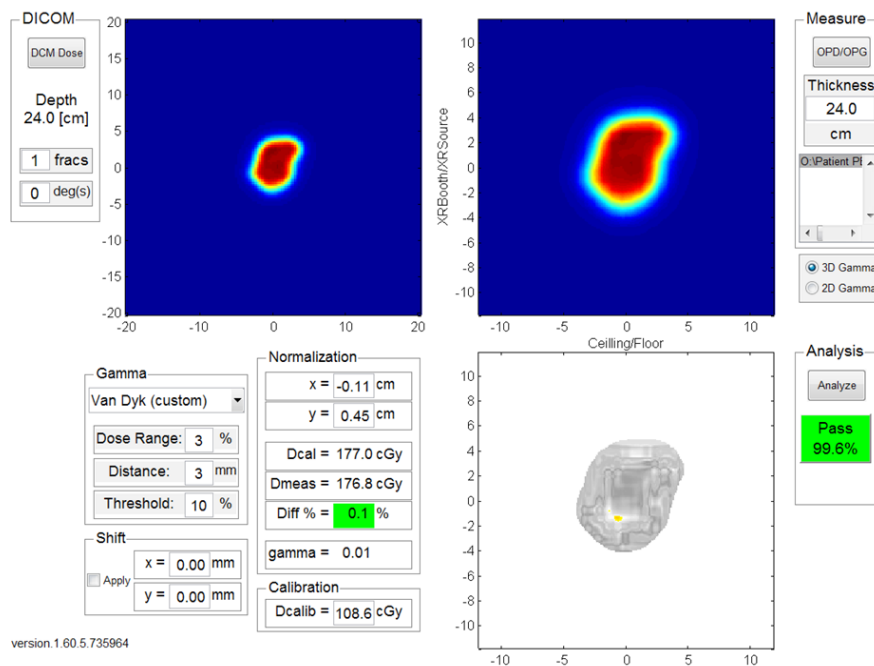 DICOM
DCM Dose
Depth
24.0 [cm]
1 fracs
0 deg(s)
20
15
10
5
0
-5
-10
-15
-20
-20 -10 0 10 20
XRBooth/XRSource
10
8
6
4
2
0
-2
-4
-6
-8
-10
-10 -5 0 5 10
Ceilling/Floor
Measure
OPD/OPG
Thickness
24.0
cm
O:\Patient
3D Gamma
2D Gamma
Gamma
Van Dyk (custom)
Dose Range: 3 %
Distance: 3 mm
Threshold: 10 %
Shift
Apply
x = 0.00 mm
y = 0.00 mm
Normalization
x = -0.11 cm
y = 0.45 cm
Dcal = 177.0 cGy
Dmeas = 176.8 cGy
Diff % = 0.1 %
gamma = 0.01
Calibration
Dcalib = 108.6 cGy
10
8
6
4
2
0
-2
-4
-6
-8
-10
-10 -5 0 5 10
Analysis
Analyze
Pass
99.6%
version.1.60.5.735964